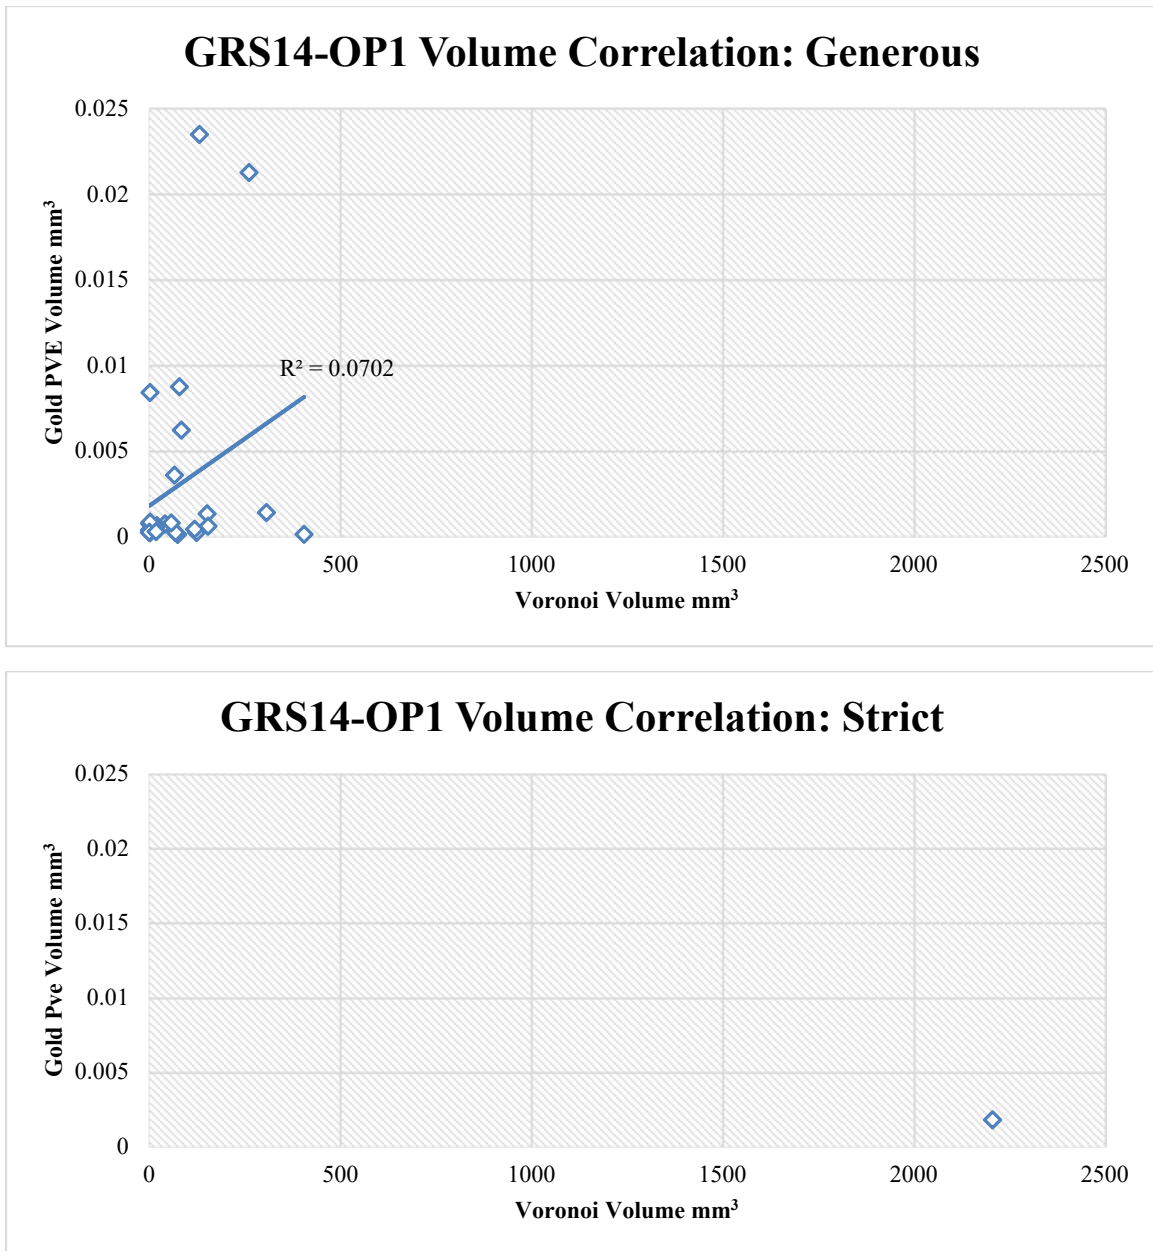 GRS14-OP1 Volume Correlation: Generous
0.025
0.02
0.015
0.01
0.005
0
Gold PVE Volume mm³
R² = 0.0702
0 500 1000 1500 2000 2500
Voronoi Volume mm³
GRS14-OP1 Volume Correlation: Strict
0.025
0.02
0.015
0.01
0.005
0
Gold Pve Volume mm³
0 500 1000 1500 2000 2500
Voronoi Volume mm³